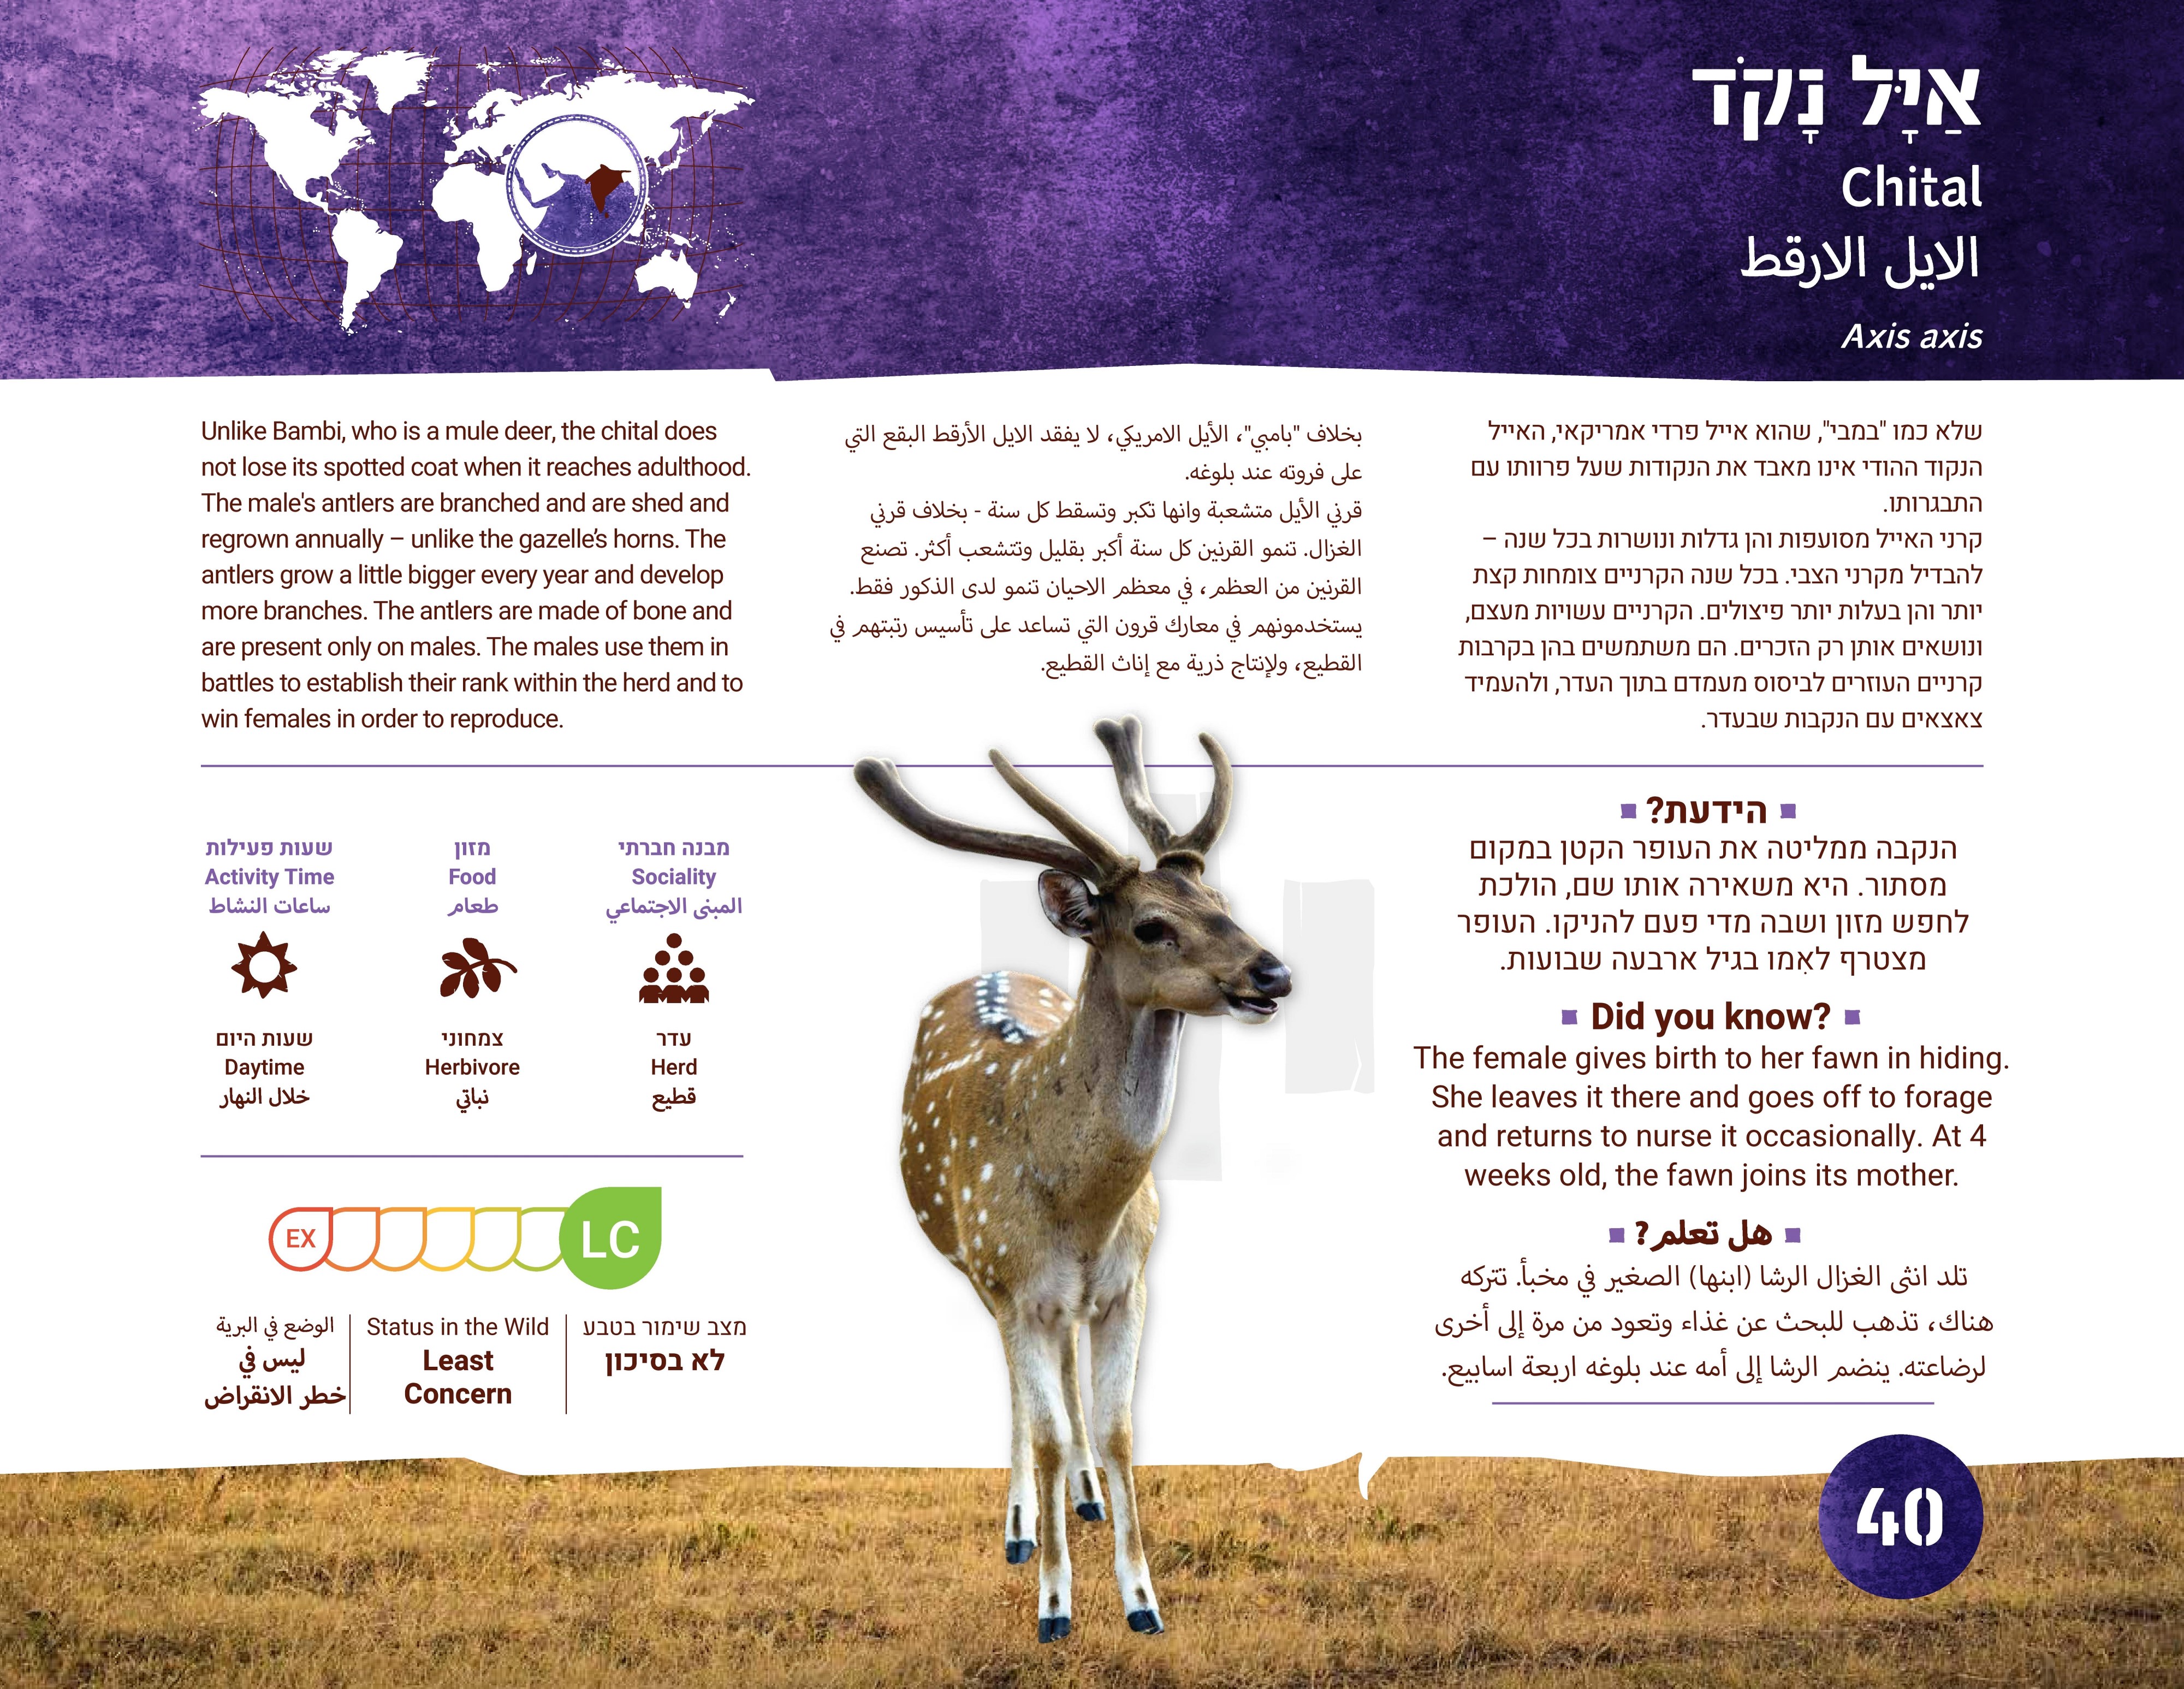 אַיָּל נָקֹד
Chital
الايل الارقط
Axis axis
שלא כמו "במבי", שהוא אייל פרדי אמריקאי, האייל
הנקוד ההודי אינו מאבד את הנקודות שעל פרוותו עם
התבגרותו.
קרני האייל מסועפות והן גדלות ונושרות בכל שנה –
להבדיל מקרני הצבי. בכל שנה הקרניים צומחות קצת
יותר והן בעלות יותר פיצולים. הקרניים עשויות מעצם,
ונושאים אותן רק הזכרים. הם משתמשים בהן בקרבות
קרניים העוזרים לביסוס מעמדם בתוך העדר, ולהעמיד
צאצאים עם הנקבות שבעדר.
بخلاف "بامبي"، الأيل الامريكي، لا يفقد الايل الأرقط البقع التي
على فروته عند بلوغه.
قرني الأيل متشعبة وانها تكبر وتسقط كل سنة - بخلاف قرني
الغزال. تنمو القرنين كل سنة أكبر بقليل وتتشعب أكثر. تصنع
القرنين من العظم، في معظم الاحيان تنمو لدى الذكور فقط.
يستخدمونهم في معارك قرون التي تساعد على تأسيس رتبتهم في
القطيع، ولإنتاج ذرية مع إناث القطيع.
Unlike Bambi, who is a mule deer, the chital does
not lose its spotted coat when it reaches adulthood.
The male's antlers are branched and are shed and
regrown annually – unlike the gazelle's horns. The
antlers grow a little bigger every year and develop
more branches. The antlers are made of bone and
are present only on males. The males use them in
battles to establish their rank within the herd and to
win females in order to reproduce.
הידעת?
הנקבה ממליטה את העופר הקטן במקום
מסתור. היא משאירה אותו שם, הולכת
לחפש מזון ושבה מדי פעם להניקו. העופר
מצטרף לאִמו בגיל ארבעה שבועות.
Did you know?
The female gives birth to her fawn in hiding.
She leaves it there and goes off to forage
and returns to nurse it occasionally. At 4
weeks old, the fawn joins its mother.
هل تعلم?
تلد انثى الغزال الرشا (ابنها) الصغير في مخبأ. تتركه
هناك، تذهب للبحث عن غذاء وتعود من مرة إلى أخرى
لرضاعته. ينضم الرشا إلى أمه عند بلوغه اربعة اسابيع.
מבנה חברתי
Sociality
المبنى الاجتماعي
עדר
Herd
قطيع
מזון
Food
طعام
צמחוני
Herbivore
نباتي
שעות פעילות
Activity Time
ساعات النشاط
שעות היום
Daytime
خلال النهار
EX
LC
מצב שימור בטבע
לא בסיכון
Status in the Wild
Least
Concern
الوضع في البرية
ليس في
خطر الانقراض
40